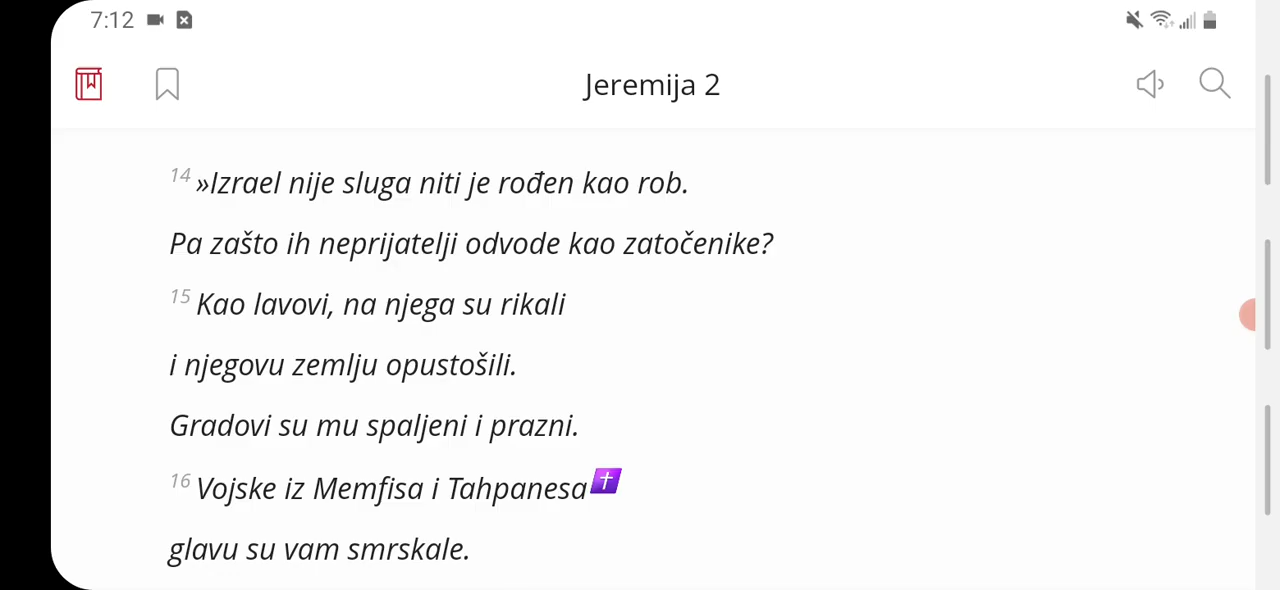 7:12
Jeremija 2
14 »Izrael nije sluga niti je rođen kao rob.
Pa zašto ih neprijatelji odvode kao zatočenike?
15 Kao lavovi, na njega su rikali
i njegovu zemlju opustošili.
Gradovi su mu spaljeni i prazni.
16 Vojske iz Memfisa i Tahpanesa✝️
glavu su vam smrskale.